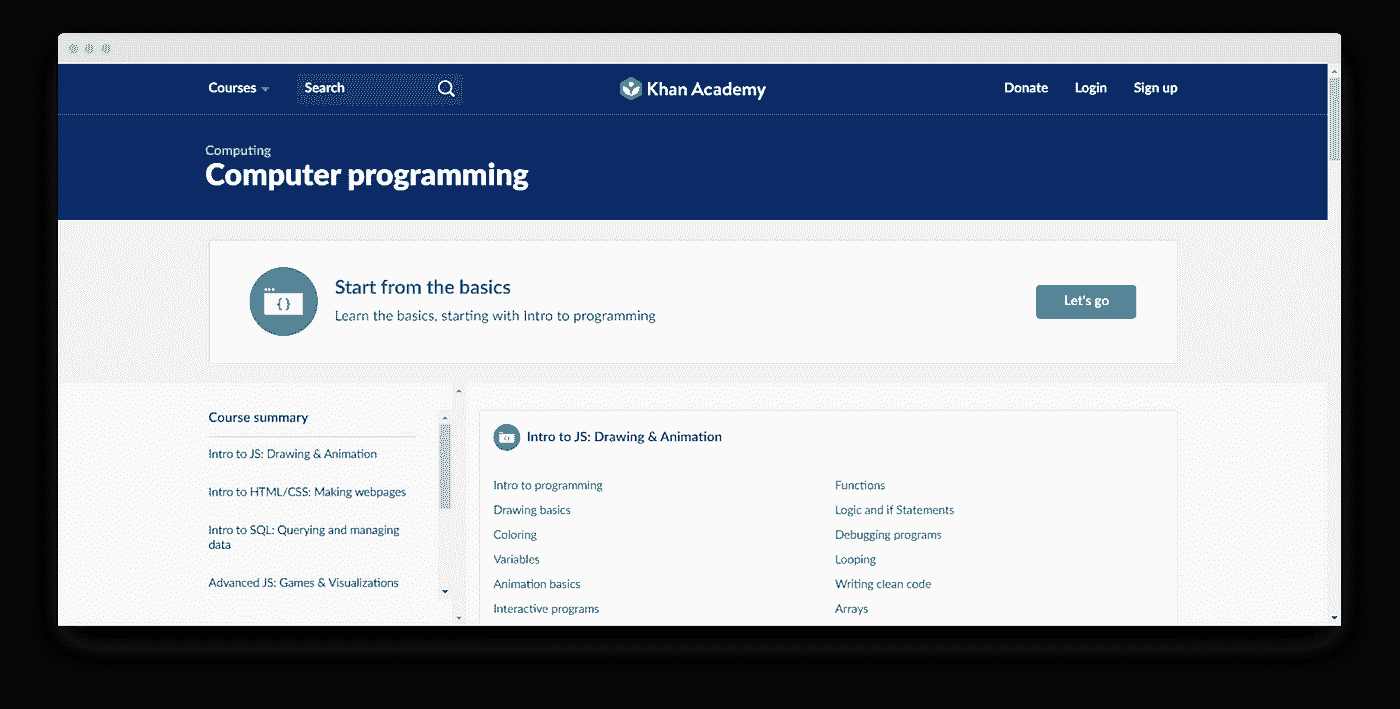 Courses
Search
Khan Academy
Donate
Login
Sign up
Computing
Computer programming
{ }
Start from the basics
Learn the basics, starting with Intro to programming
Let's go
Course summary
Intro to JS: Drawing & Animation
Intro to HTML/CSS: Making webpages
Intro to SQL: Querying and managing
data
Advanced JS: Games & Visualizations
Intro to JS: Drawing & Animation
Intro to programming
Drawing basics
Coloring
Variables
Animation basics
Interactive programs
Functions
Logic and if Statements
Debugging programs
Looping
Writing clean code
Arrays